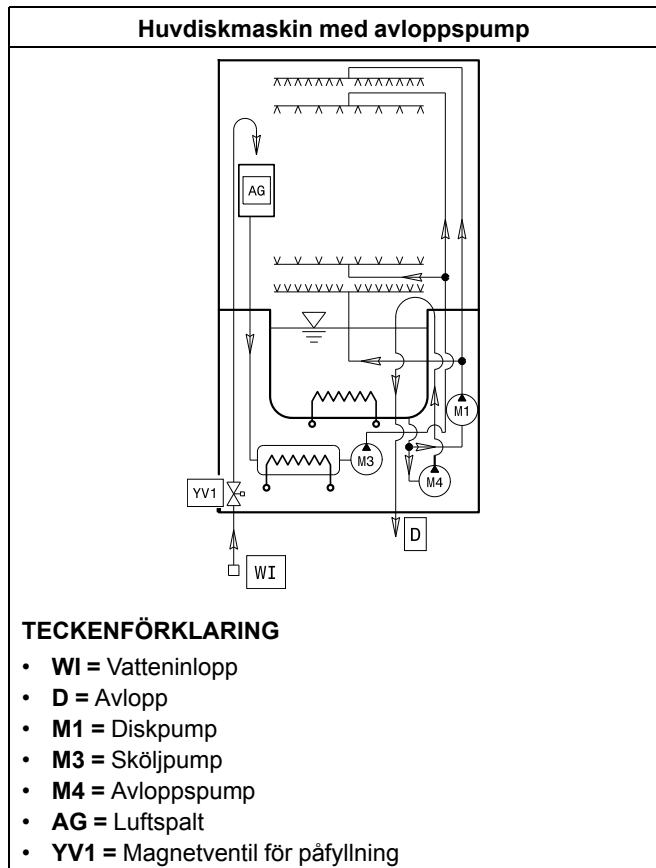 Huvdiskmaskin med avloppspump
AG
M1
M3
M4
YV1
D
WI
TECKENFÖRKLARING
• WI = Vatteninlopp
• D = Avlopp
• M1 = Diskpump
• M3 = Sköljpump
• M4 = Avloppspump
• AG = Luftspalt
• YV1 = Magnetventil för påfyllning